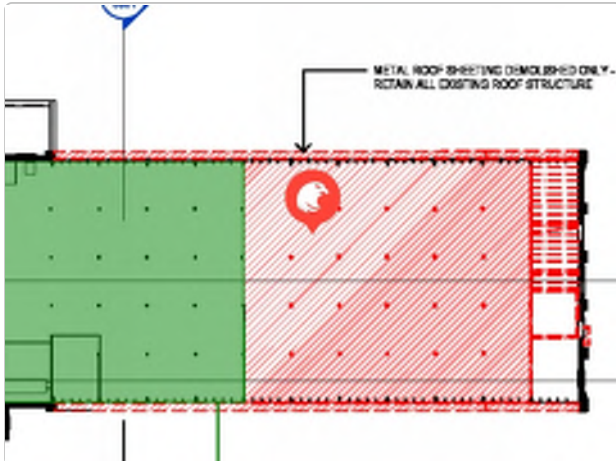 METAL ROOF SHEETING DEMOLISHED ONLY -
RETAIN ALL EXISTING ROOF STRUCTURE